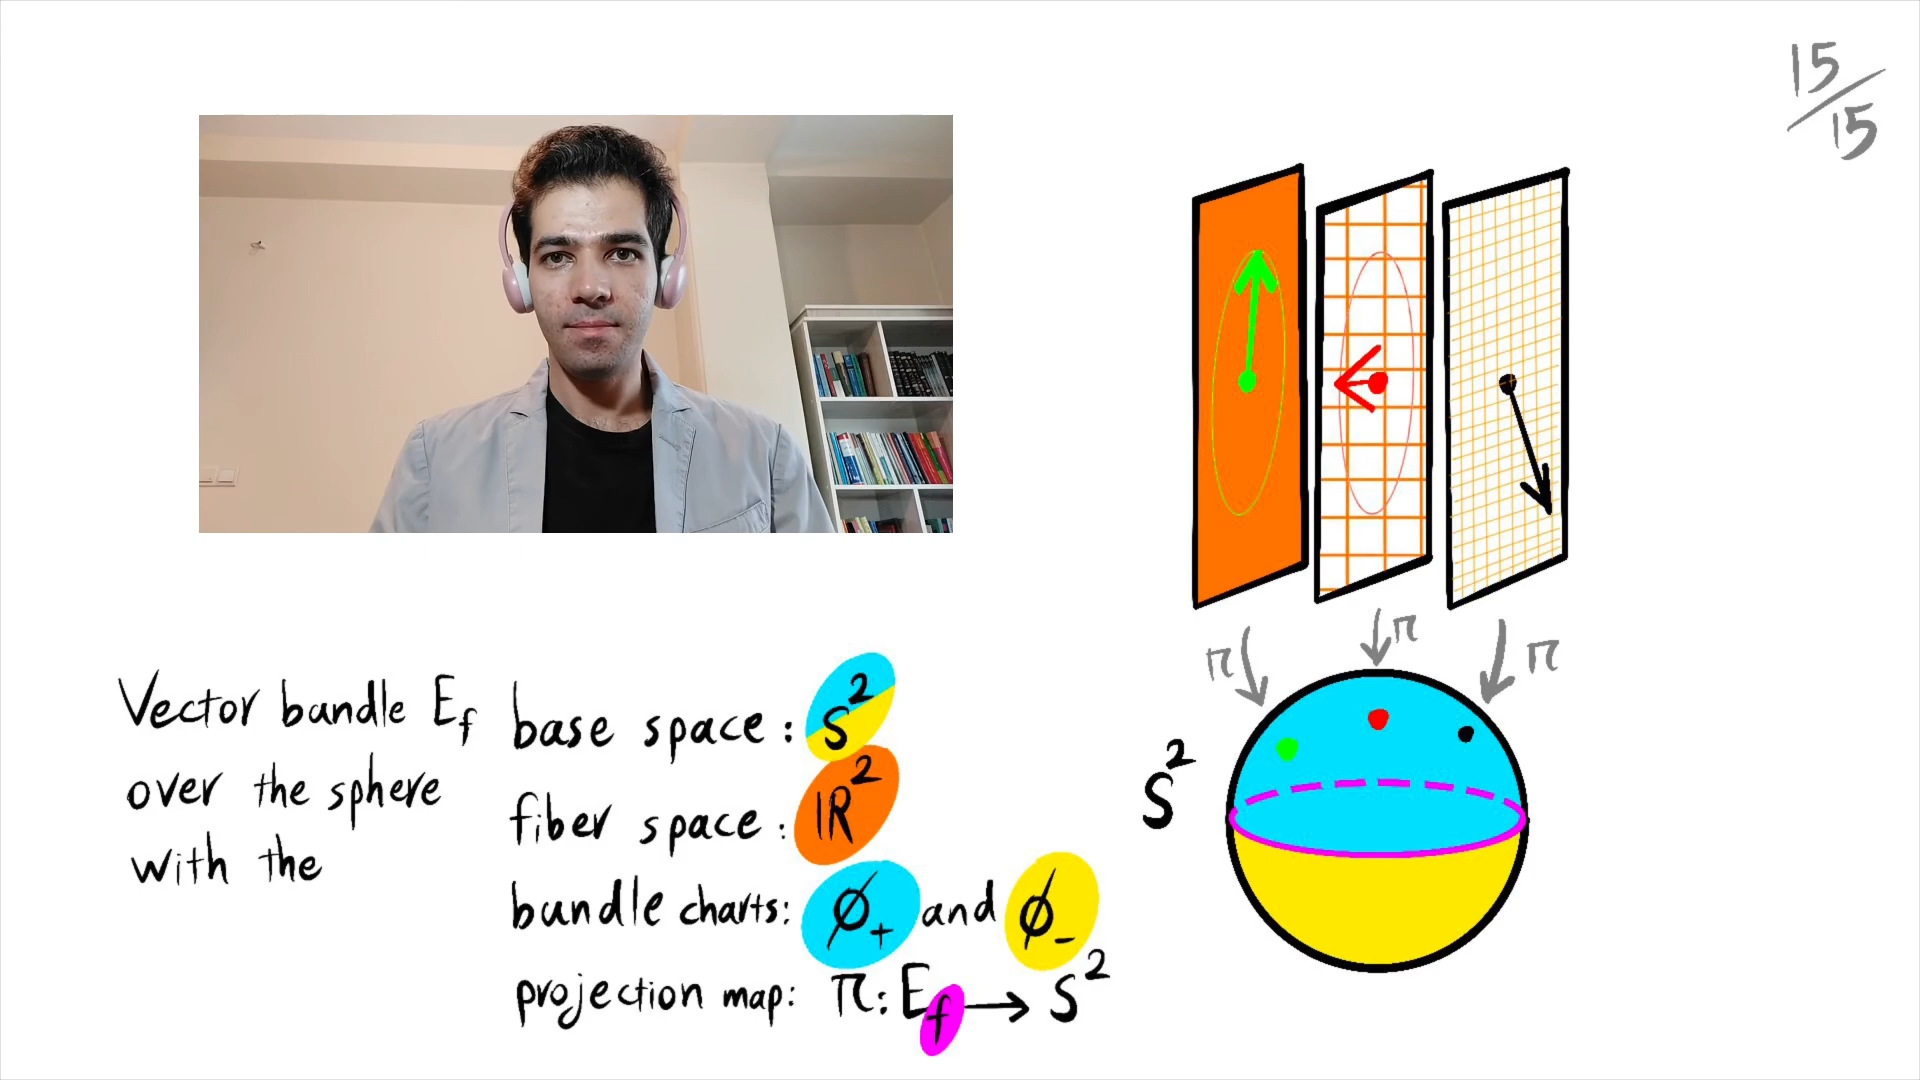 15/15
Vector bundle E_f
over the sphere
with the
base space: S²
fiber space: ℝ²
bundle charts: ϕ₊ and ϕ₋
projection map: π: E_f → S²
π
π
π
S²